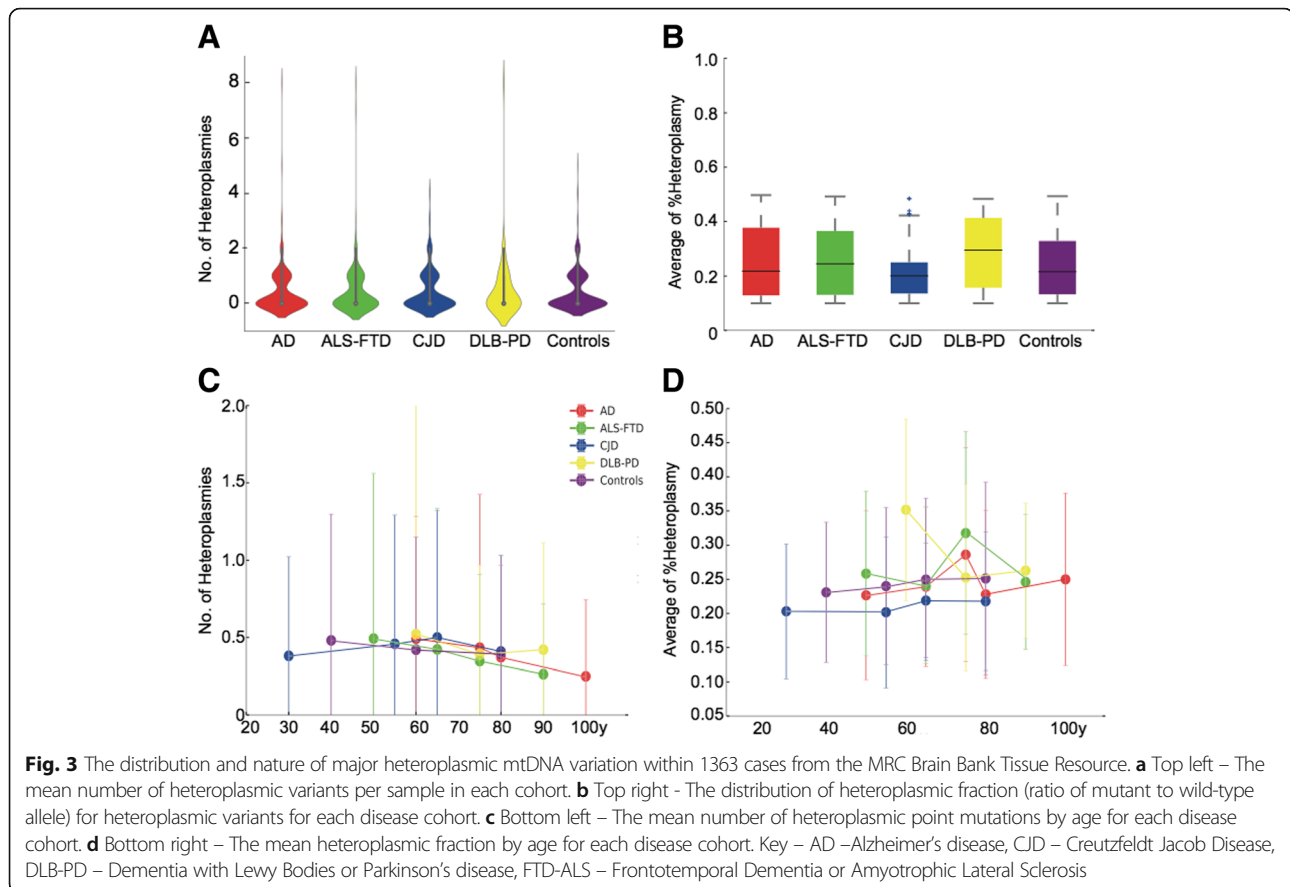 A
No. of Heteroplasmies
8
6
4
2
0
AD ALS-FTD CJD DLB-PD Controls
B
Average of %Heteroplasmy
1.0
0.8
0.6
0.4
0.2
0
AD ALS-FTD CJD DLB-PD Controls
C
No. of Heteroplasmies
2.0
1.5
1.0
0.5
0
20 30 40 50 60 70 80 90 100y
AD
ALS-FTD
CJD
DLB-PD
Controls
D
Average of %Heteroplasmy
0.50
0.45
0.40
0.35
0.30
0.25
0.20
0.15
0.10
0.05
20 40 60 80 100y
Fig. 3 The distribution and nature of major heteroplasmic mtDNA variation within 1363 cases from the MRC Brain Bank Tissue Resource. a Top left – The
mean number of heteroplasmic variants per sample in each cohort. b Top right - The distribution of heteroplasmic fraction (ratio of mutant to wild-type
allele) for heteroplasmic variants for each disease cohort. c Bottom left – The mean number of heteroplasmic point mutations by age for each disease
cohort. d Bottom right – The mean heteroplasmic fraction by age for each disease cohort. Key – AD –Alzheimer's disease, CJD – Creutzfeldt Jacob Disease,
DLB-PD – Dementia with Lewy Bodies or Parkinson's disease, FTD-ALS – Frontotemporal Dementia or Amyotrophic Lateral Sclerosis